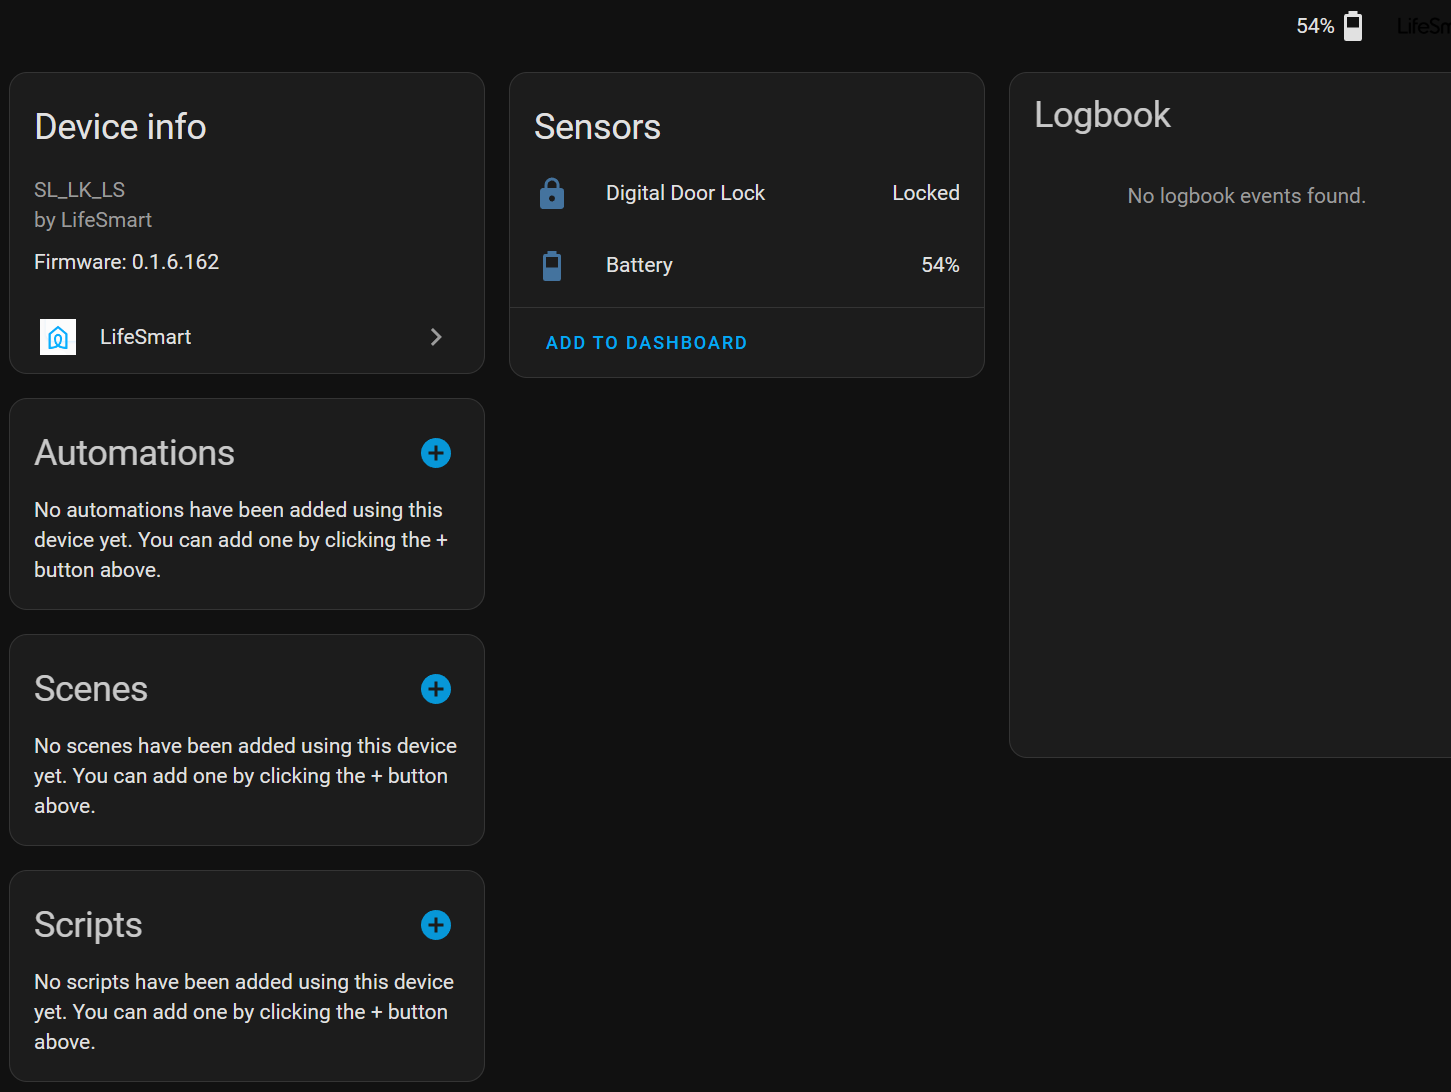 54%
Device info
SL_LK_LS
by LifeSmart
Firmware: 0.1.6.162
LifeSmart
Automations
No automations have been added using this
device yet. You can add one by clicking the +
button above.
Scenes
No scenes have been added using this device
yet. You can add one by clicking the + button
above.
Scripts
No scripts have been added using this device
yet. You can add one by clicking the + button
above.
Sensors
Digital Door Lock Locked
Battery 54%
ADD TO DASHBOARD
Logbook
No logbook events found.